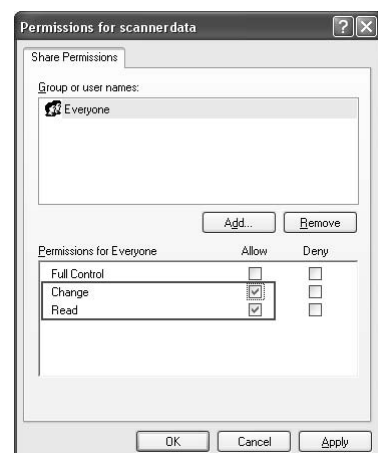 Permissions for scannerdata
Share Permissions
Group or user names:
Everyone
Add... Remove
Permissions for Everyone Allow Deny
Full Control
Change
Read
OK Cancel Apply